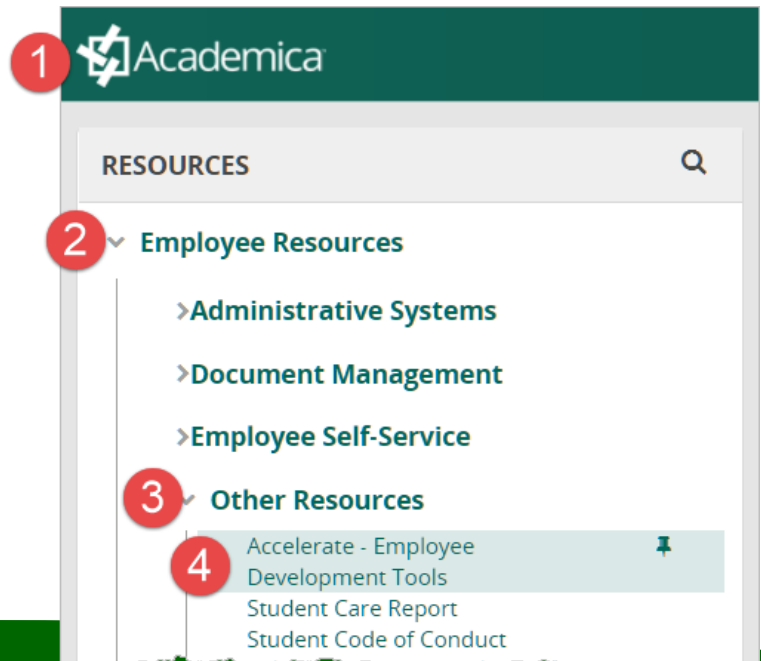 1 Academica
RESOURCES
2 Employee Resources
>Administrative Systems
>Document Management
>Employee Self-Service
3 Other Resources
4 Accelerate - Employee
Development Tools
Student Care Report
Student Code of Conduct